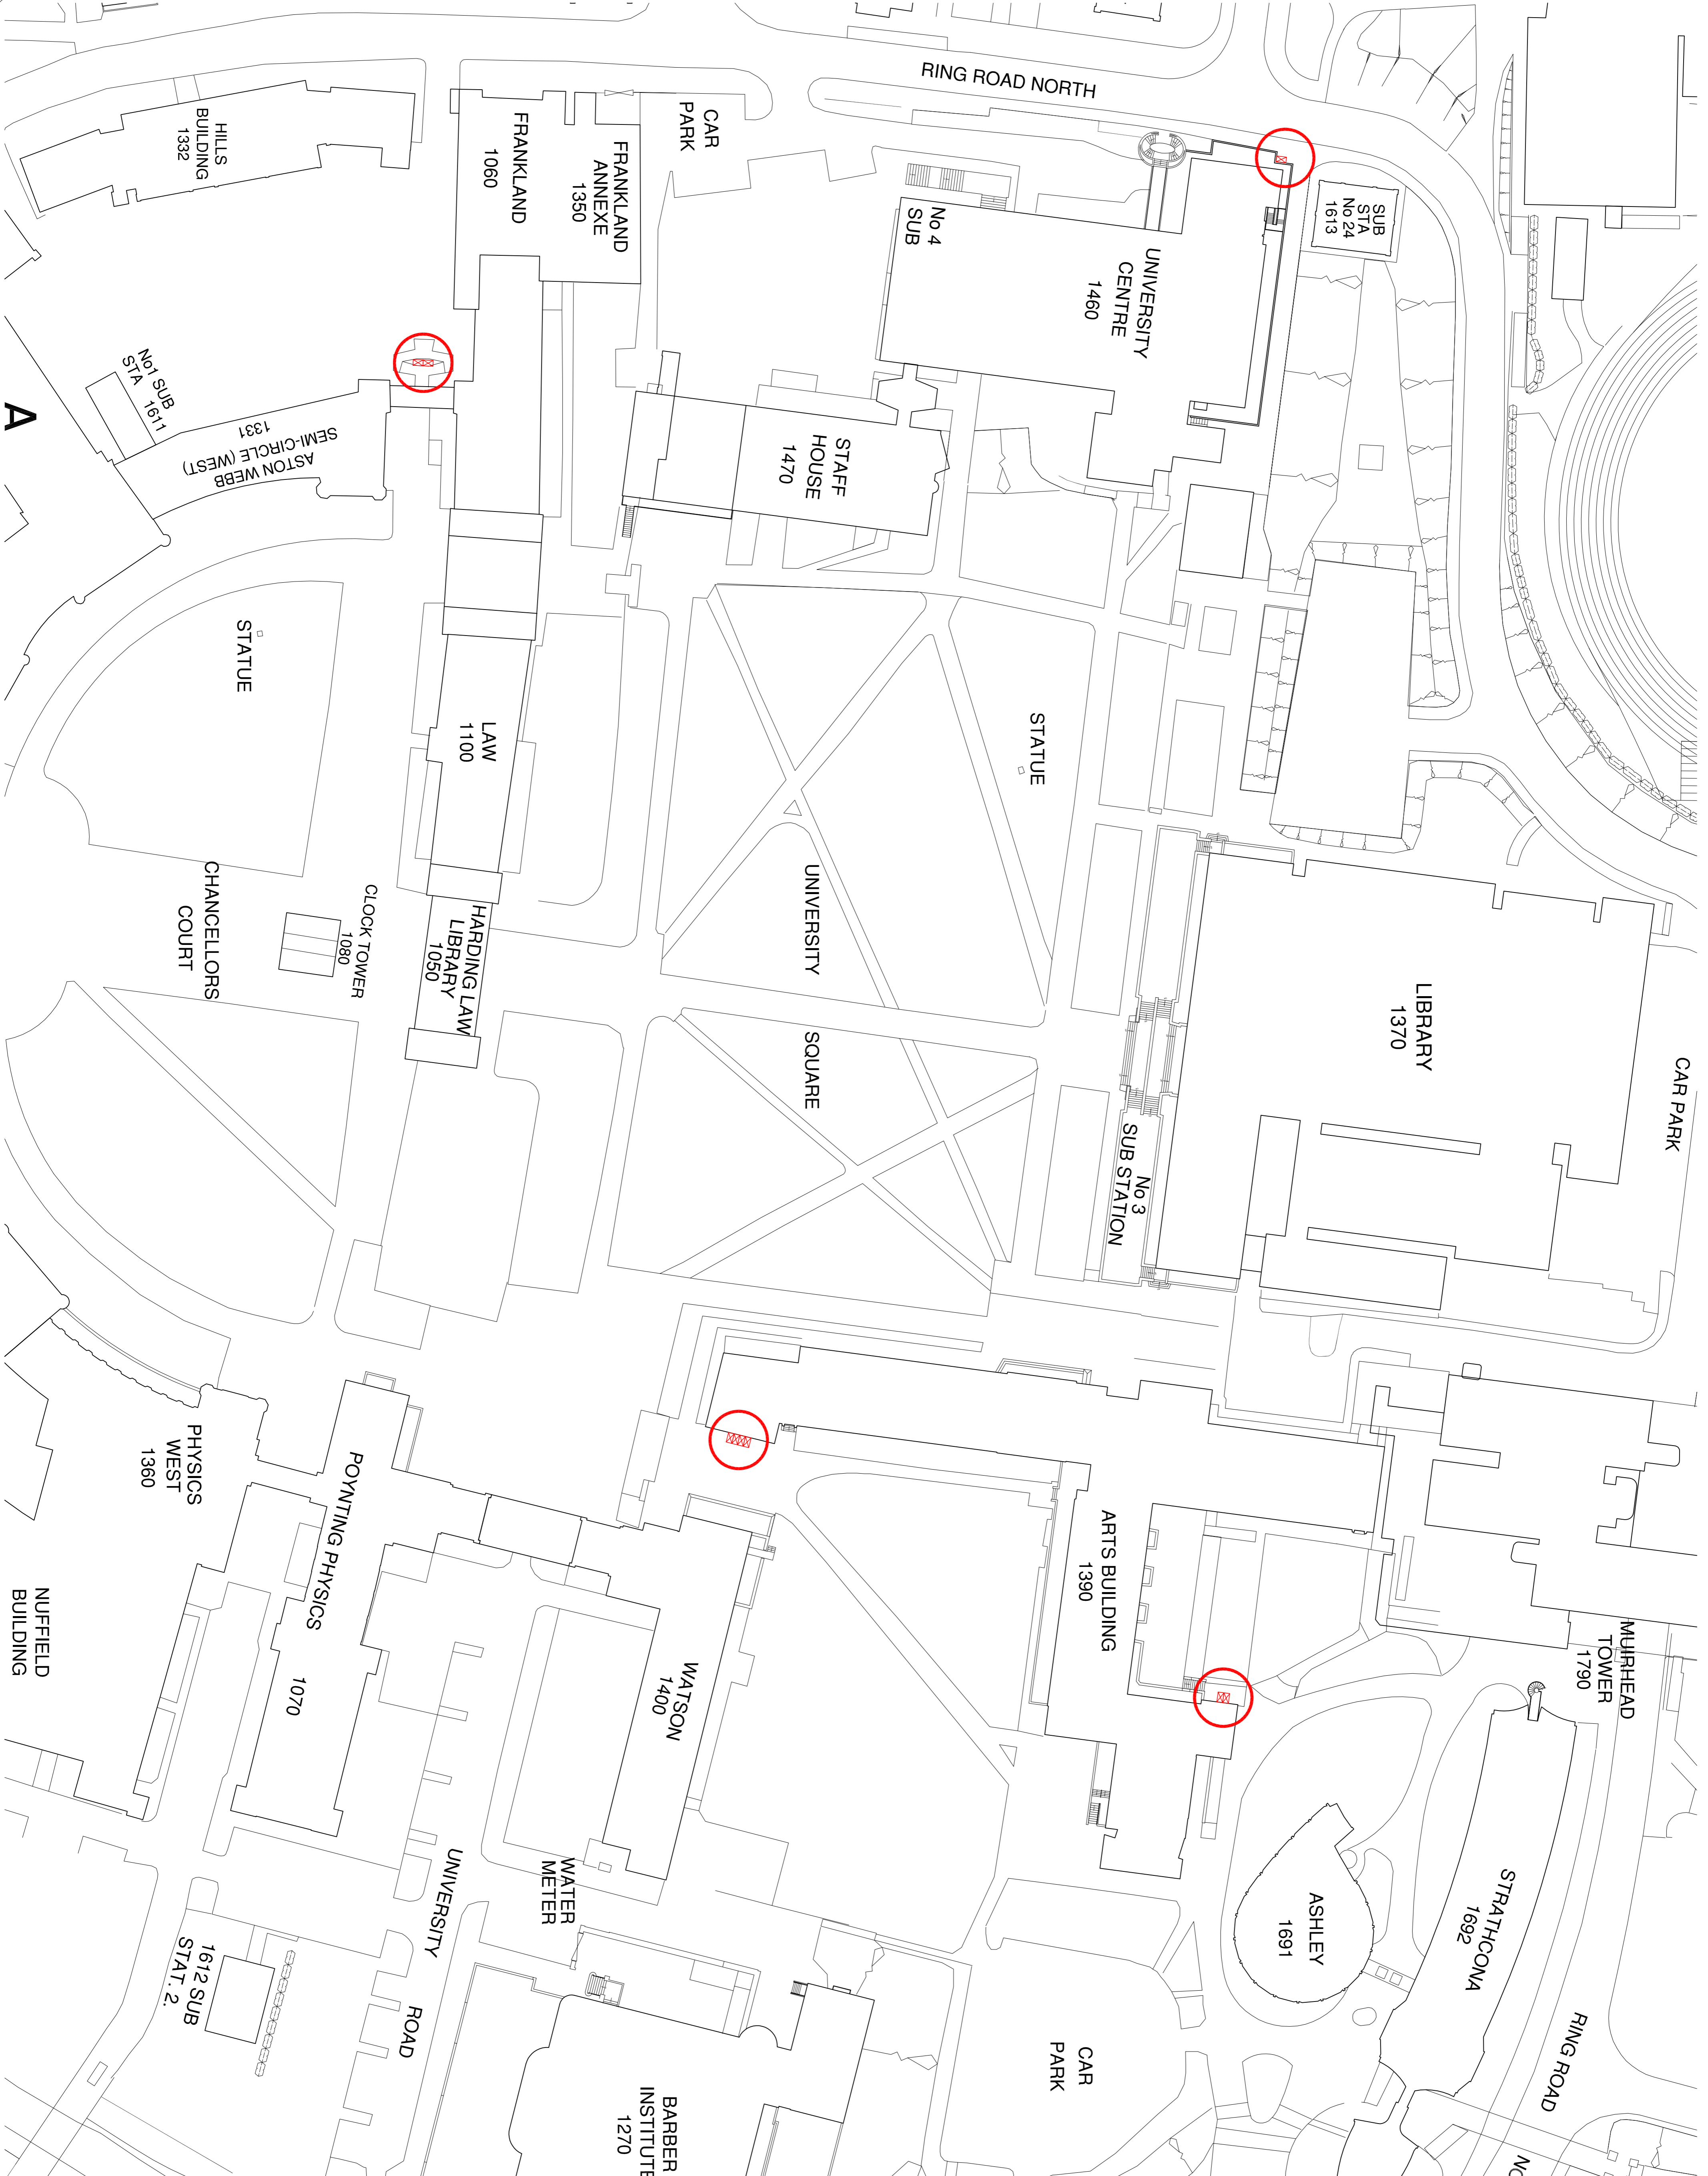 RING ROAD NORTH
CAR
PARK
HILLS
BUILDING
1332
FRANKLAND
1060
FRANKLAND
ANNEXE
1350
No 4
SUB
UNIVERSITY
CENTRE
1460
SUB
STA
No 24
1613
No1 SUB
STA 1611
A
ASTON WEBB
SEMI-CIRCLE (WEST)
1331
STAFF
HOUSE
1470
STATUE
LAW
1100
STATUE
CHANCELLORS
COURT
CLOCK TOWER
1080
HARDING LAW
LIBRARY
1050
UNIVERSITY
SQUARE
LIBRARY
1370
CAR PARK
No 3
SUB STATION
PHYSICS
WEST
1360
POYNTING PHYSICS
1070
NUFFIELD
BUILDING
WATSON
1400
ARTS BUILDING
1390
MUIRHEAD
TOWER
1790
STRATHCONA
1692
ASHLEY
1691
WATER
METER
UNIVERSITY
ROAD
1612 SUB
STAT. 2.
BARBER
INSTITUTE
1270
CAR
PARK
RING ROAD
NO